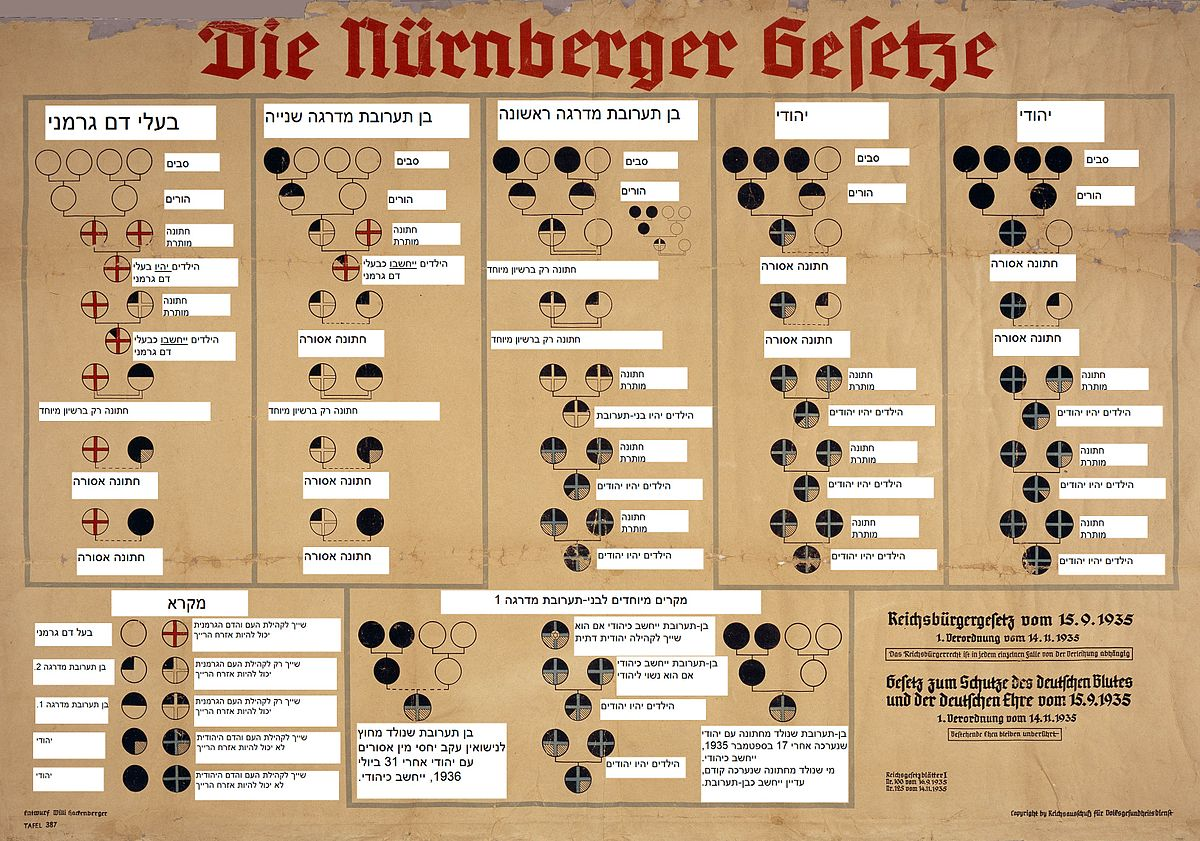 Die Nürnberger Gesetze
בעלי דם גרמני
סבים
הורים
חתונה
מותרת
הילדים יהיו בעלי
דם גרמני
חתונה
מותרת
הילדים ייחשבו כבעלי
דם גרמני
חתונה רק ברשיון מיוחד
חתונה אסורה
חתונה אסורה
בן תערובת מדרגה שנייה
סבים
הורים
חתונה
מותרת
הילדים ייחשבו כבעלי
דם גרמני
חתונה אסורה
חתונה רק ברשיון מיוחד
חתונה אסורה
חתונה אסורה
בן תערובת מדרגה ראשונה
סבים
הורים
חתונה רק ברשיון מיוחד
חתונה רק ברשיון מיוחד
חתונה
מותרת
הילדים יהיו בני-תערובת
חתונה
מותרת
הילדים יהיו יהודים
חתונה
מותרת
הילדים יהיו יהודים
יהודי
סבים
הורים
חתונה אסורה
חתונה אסורה
חתונה
מותרת
הילדים יהיו יהודים
חתונה
מותרת
הילדים יהיו יהודים
חתונה
מותרת
הילדים יהיו יהודים
יהודי
סבים
הורים
חתונה אסורה
חתונה אסורה
חתונה
מותרת
הילדים יהיו יהודים
חתונה
מותרת
הילדים יהיו יהודים
חתונה
מותרת
הילדים יהיו יהודים
מקרא
בעל דם גרמני
שייך לקהילת העם והדם הגרמנית
יכול להיות אזרח הרייך
בן תערובת מדרגה 2.
שייך רק לקהילת העם הגרמנית
יכול להיות אזרח הרייך
בן תערובת מדרגה 1.
שייך רק לקהילת העם הגרמנית
יכול להיות אזרח הרייך
יהודי
שייך לקהילת העם והדם היהודית
לא יכול להיות אזרח הרייך
יהודי
שייך לקהילת העם והדם היהודית
לא יכול להיות אזרח הרייך
מקרים מיוחדים לבני-תערובת מדרגה 1
בן תערובת שנולד מחוץ
לנישואין עקב יחסי מין אסורים
עם יהודי אחרי 31 ביולי
1936, ייחשב כיהודי.
בן-תערובת ייחשב כיהודי אם הוא
שייך לקהילה יהודית דתית
בן-תערובת ייחשב כיהודי
אם הוא נשוי ליהודי
הילדים יהיו יהודים
הילדים יהיו יהודים
בן-תערובת שנולד מחתונה עם יהודי
שנערכה אחרי 17 בספטמבר 1935,
ייחשב כיהודי.
מי שנולד מחתונה שנערכה קודם,
עדיין ייחשב כבן-תערובת.
Reichsbürgergesetz vom 15.9.1935
1. Verordnung vom 14.11.1935
Das Reichsbürgerrecht ist in jedem einzelnen Falle von der Verleihung abhängig
Gesetz zum Schutze des deutschen Blutes
und der deutschen Ehre vom 15.9.1935
1. Verordnung vom 14.11.1935
Bestehende Ehen bleiben unberührt
Reichsgesetzblätter I
Nr. 100 vom 16.9.1935
Nr. 125 vom 14.11.1935
Entwurf Willi Hackenberger
TAFEL 387
Copyright by Reichsausschuß für Volksgesundheitsdienst